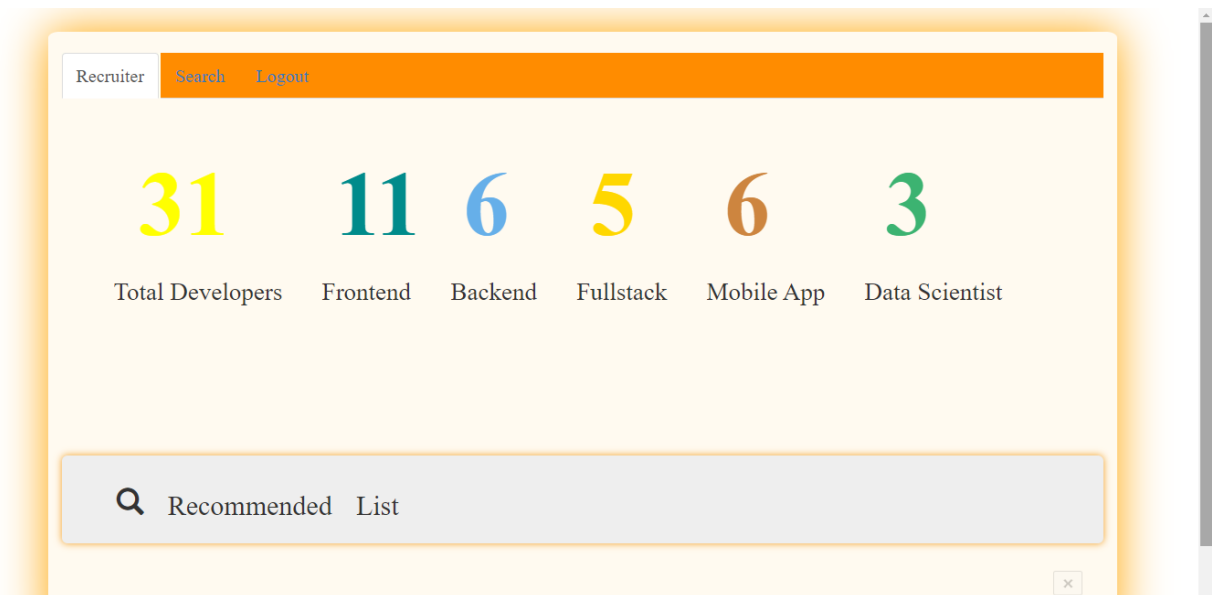 Recruiter Search Logout
31 11 6 5 6 3
Total Developers Frontend Backend Fullstack Mobile App Data Scientist
Recommended List
×